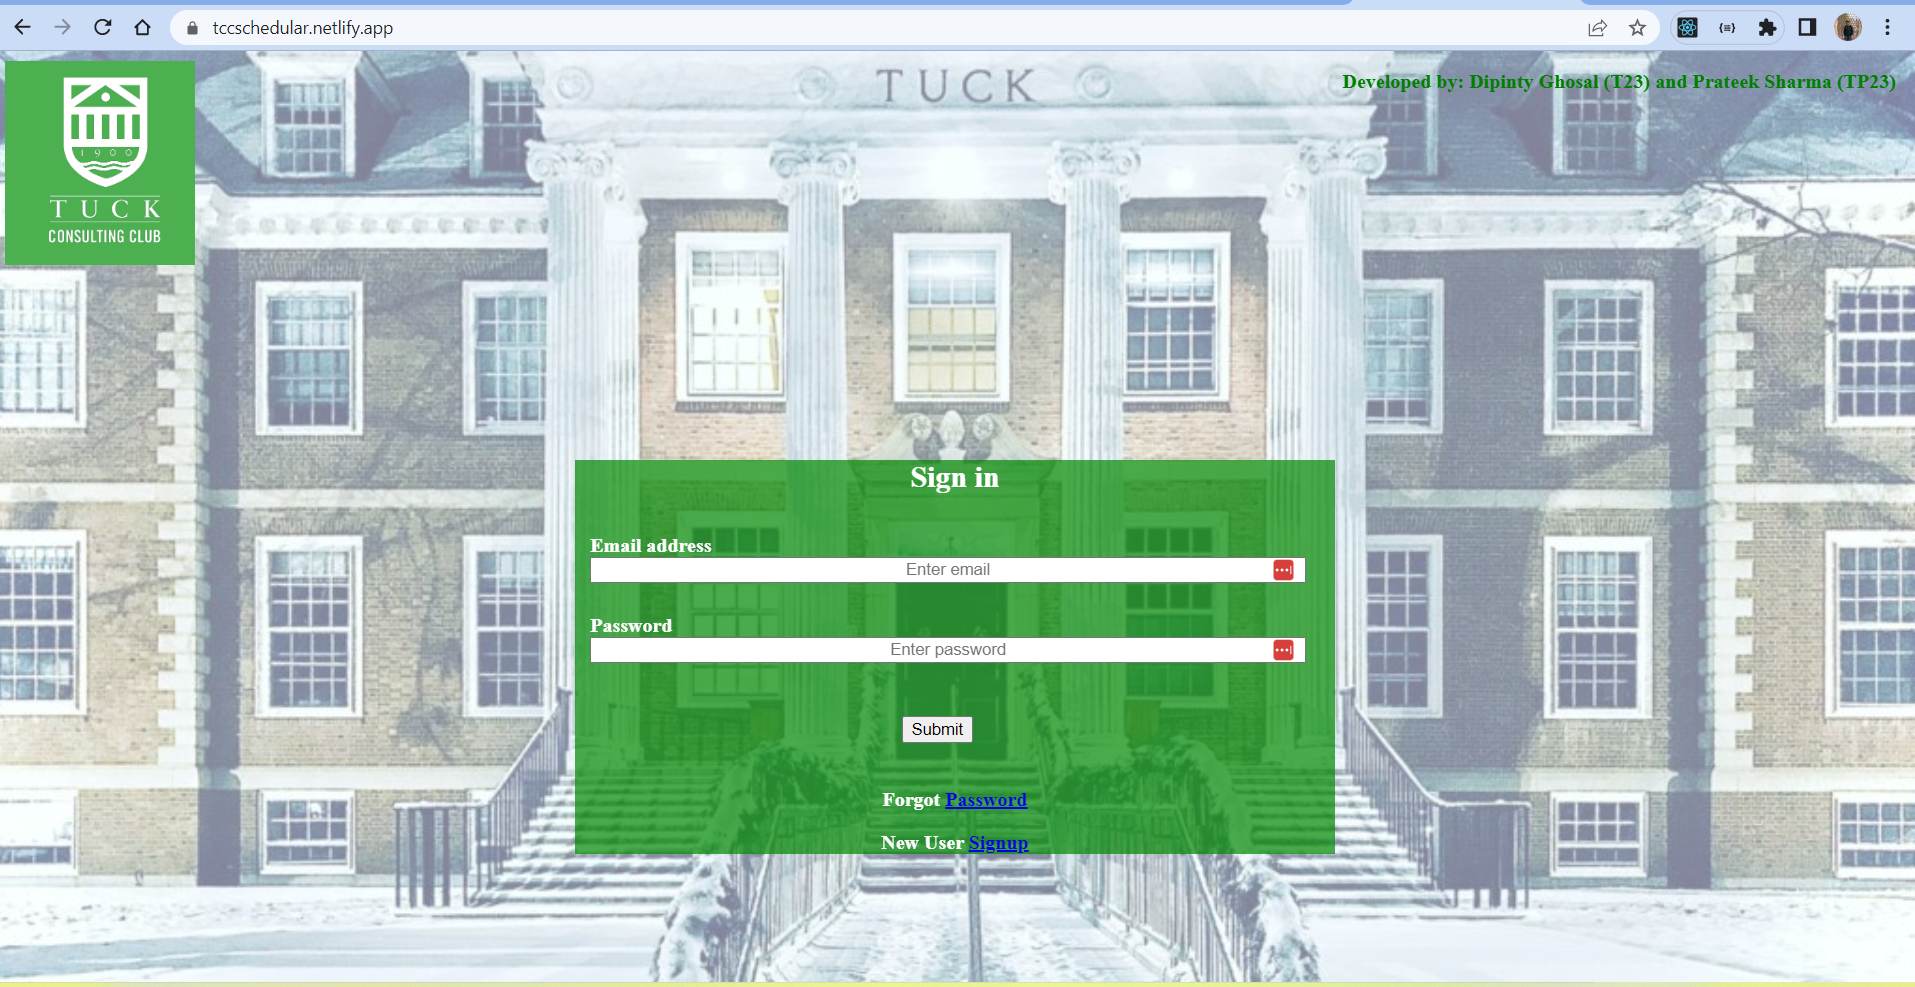 tccschedular.netlify.app
TUCK
Developed by: Dipinty Ghosal (T23) and Prateek Sharma (TP23)
1900
TUCK
CONSULTING CLUB
Sign in
Email address
Enter email
Password
Enter password
Submit
Forgot Password
New User Signup